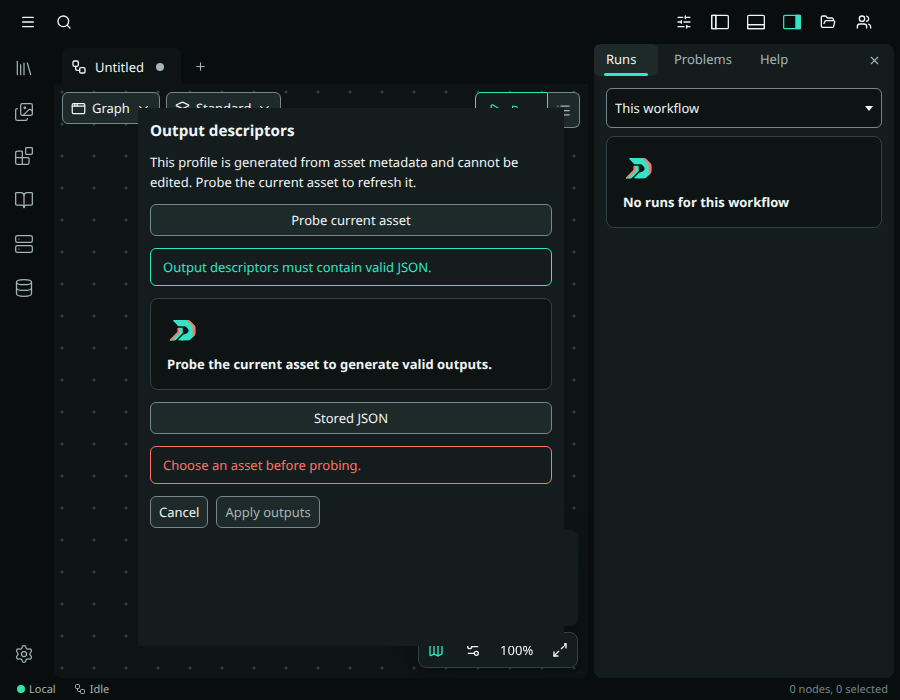 Untitled
Runs
Problems
Help
Graph
This workflow
Output descriptors
This profile is generated from asset metadata and cannot be
edited. Probe the current asset to refresh it.
Probe current asset
No runs for this workflow
Output descriptors must contain valid JSON.
Probe the current asset to generate valid outputs.
Stored JSON
Choose an asset before probing.
Cancel
Apply outputs
100%
Local
Idle
0 nodes, 0 selected